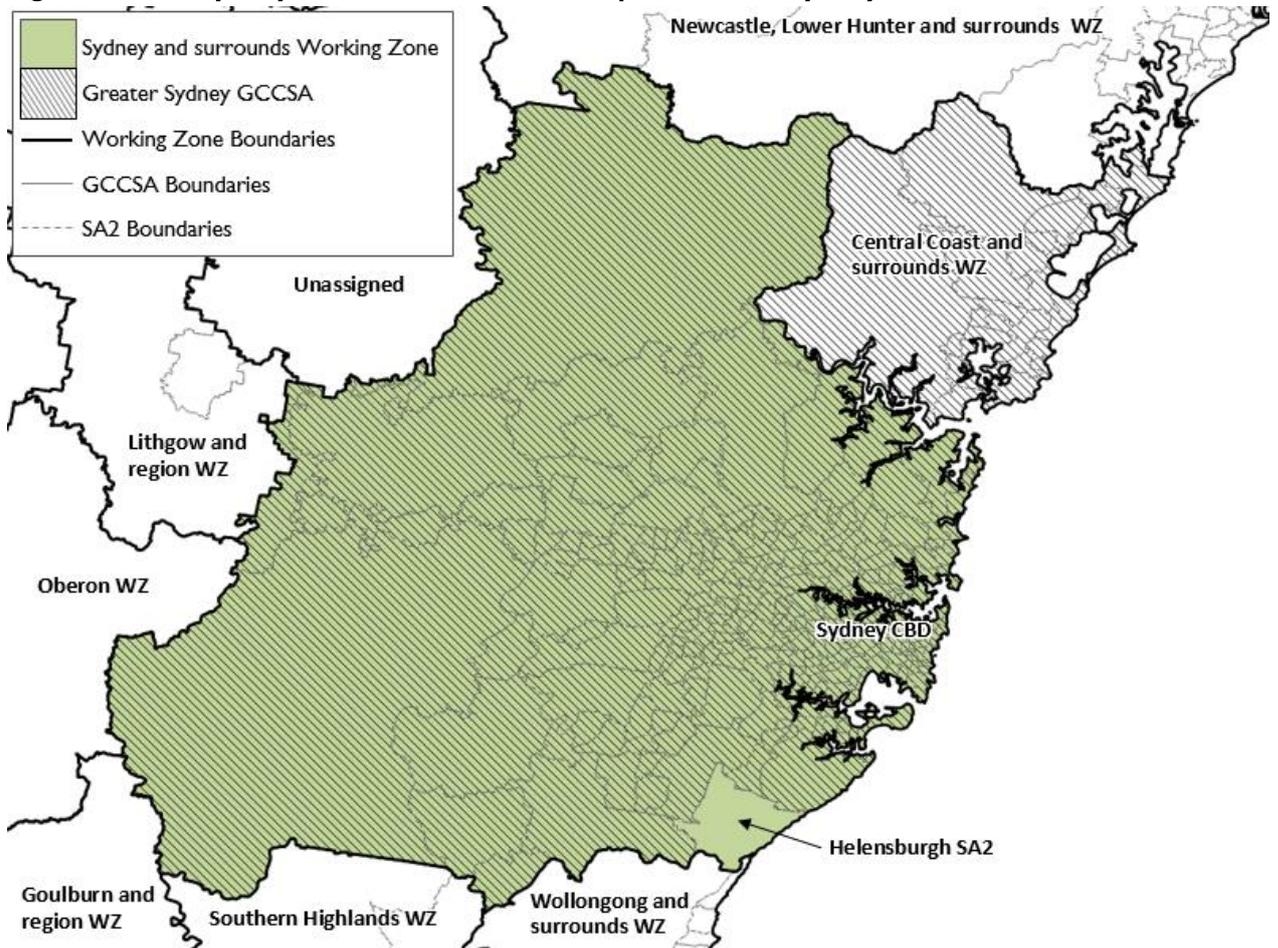 Sydney and surrounds Working Zone
Greater Sydney GCCSA
Working Zone Boundaries
GCCSA Boundaries
SA2 Boundaries
Newcastle, Lower Hunter and surrounds WZ
Central Coast and
surrounds WZ
Unassigned
Lithgow and
region WZ
Oberon WZ
Sydney CBD
Helensburgh SA2
Goulburn and
region WZ
Southern Highlands WZ
Wollongong and
surrounds WZ